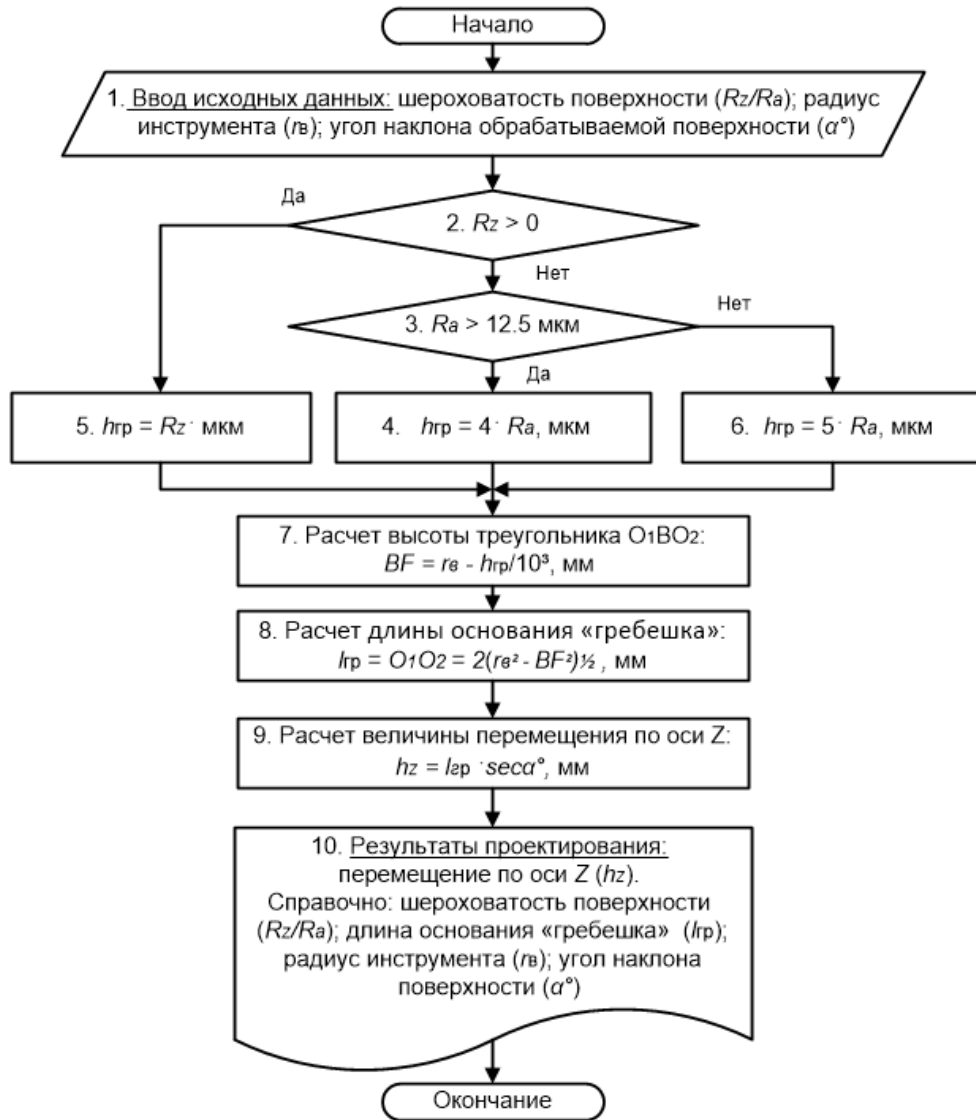 Начало
1. Ввод исходных данных: шероховатость поверхности (Rz/Ra); радиус
инструмента (rв); угол наклона обрабатываемой поверхности (α°)
Да
2. Rz > 0
Нет
Нет
3. Ra > 12.5 мкм
Да
5. hгр = Rz · мкм
4. hгр = 4 · Ra, мкм
6. hгр = 5 · Ra, мкм
7. Расчет высоты треугольника O1BO2:
BF = rв - hгр/10³, мм
8. Расчет длины основания «гребешка»:
lгр = O1O2 = 2(rв² - BF²)½ , мм
9. Расчет величины перемещения по оси Z:
hz = lгр · secα°, мм
10. Результаты проектирования:
перемещение по оси Z (hz).
Справочно: шероховатость поверхности
(Rz/Ra); длина основания «гребешка» (lгр);
радиус инструмента (rв); угол наклона
поверхности (α°)
Окончание